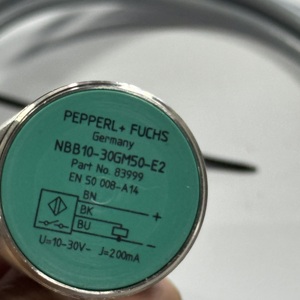 PEPPERL+ FUCHS
Germany
NBB10-30GM50-E2
Part No. 83999
EN 50 008-A14
BN
+
BK
BU
−
U=10-30V- J=200mA